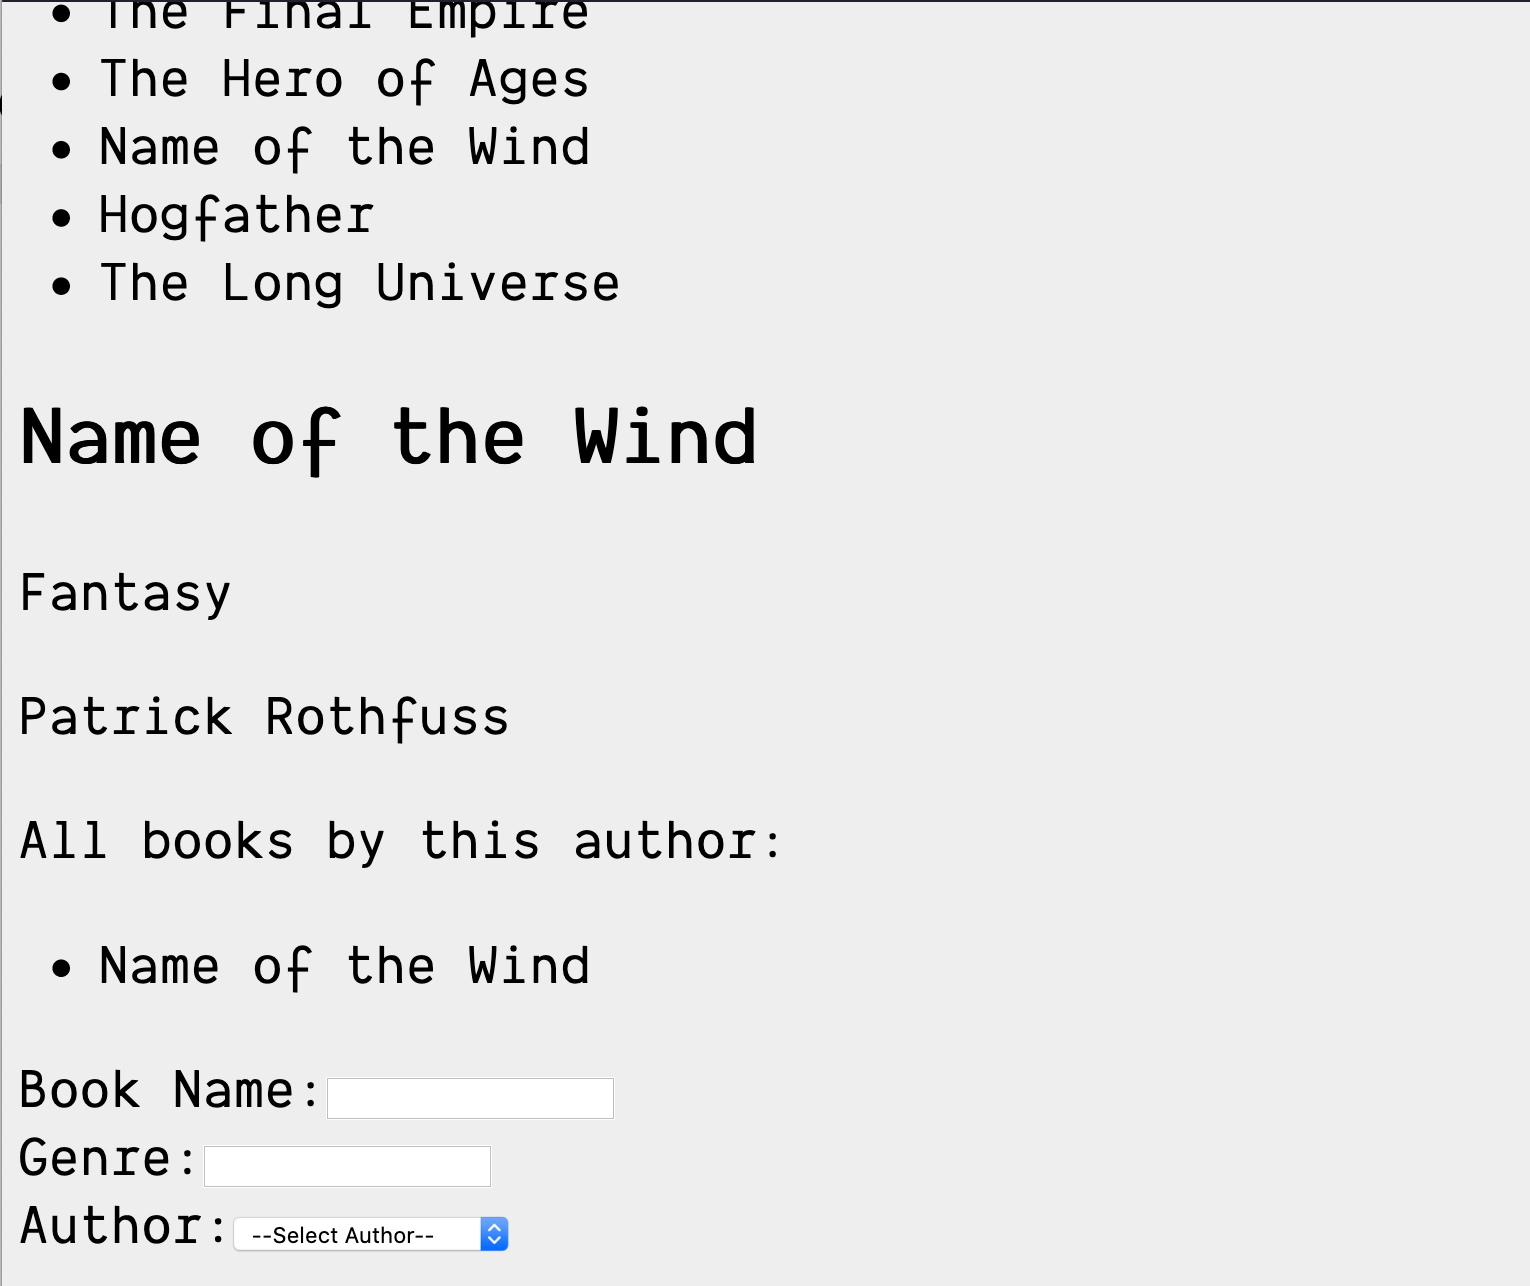 The Final Empire
The Hero of Ages
Name of the Wind
Hogfather
The Long Universe
Name of the Wind
Fantasy
Patrick Rothfuss
All books by this author:
Name of the Wind
Book Name:
Genre:
Author: --Select Author--